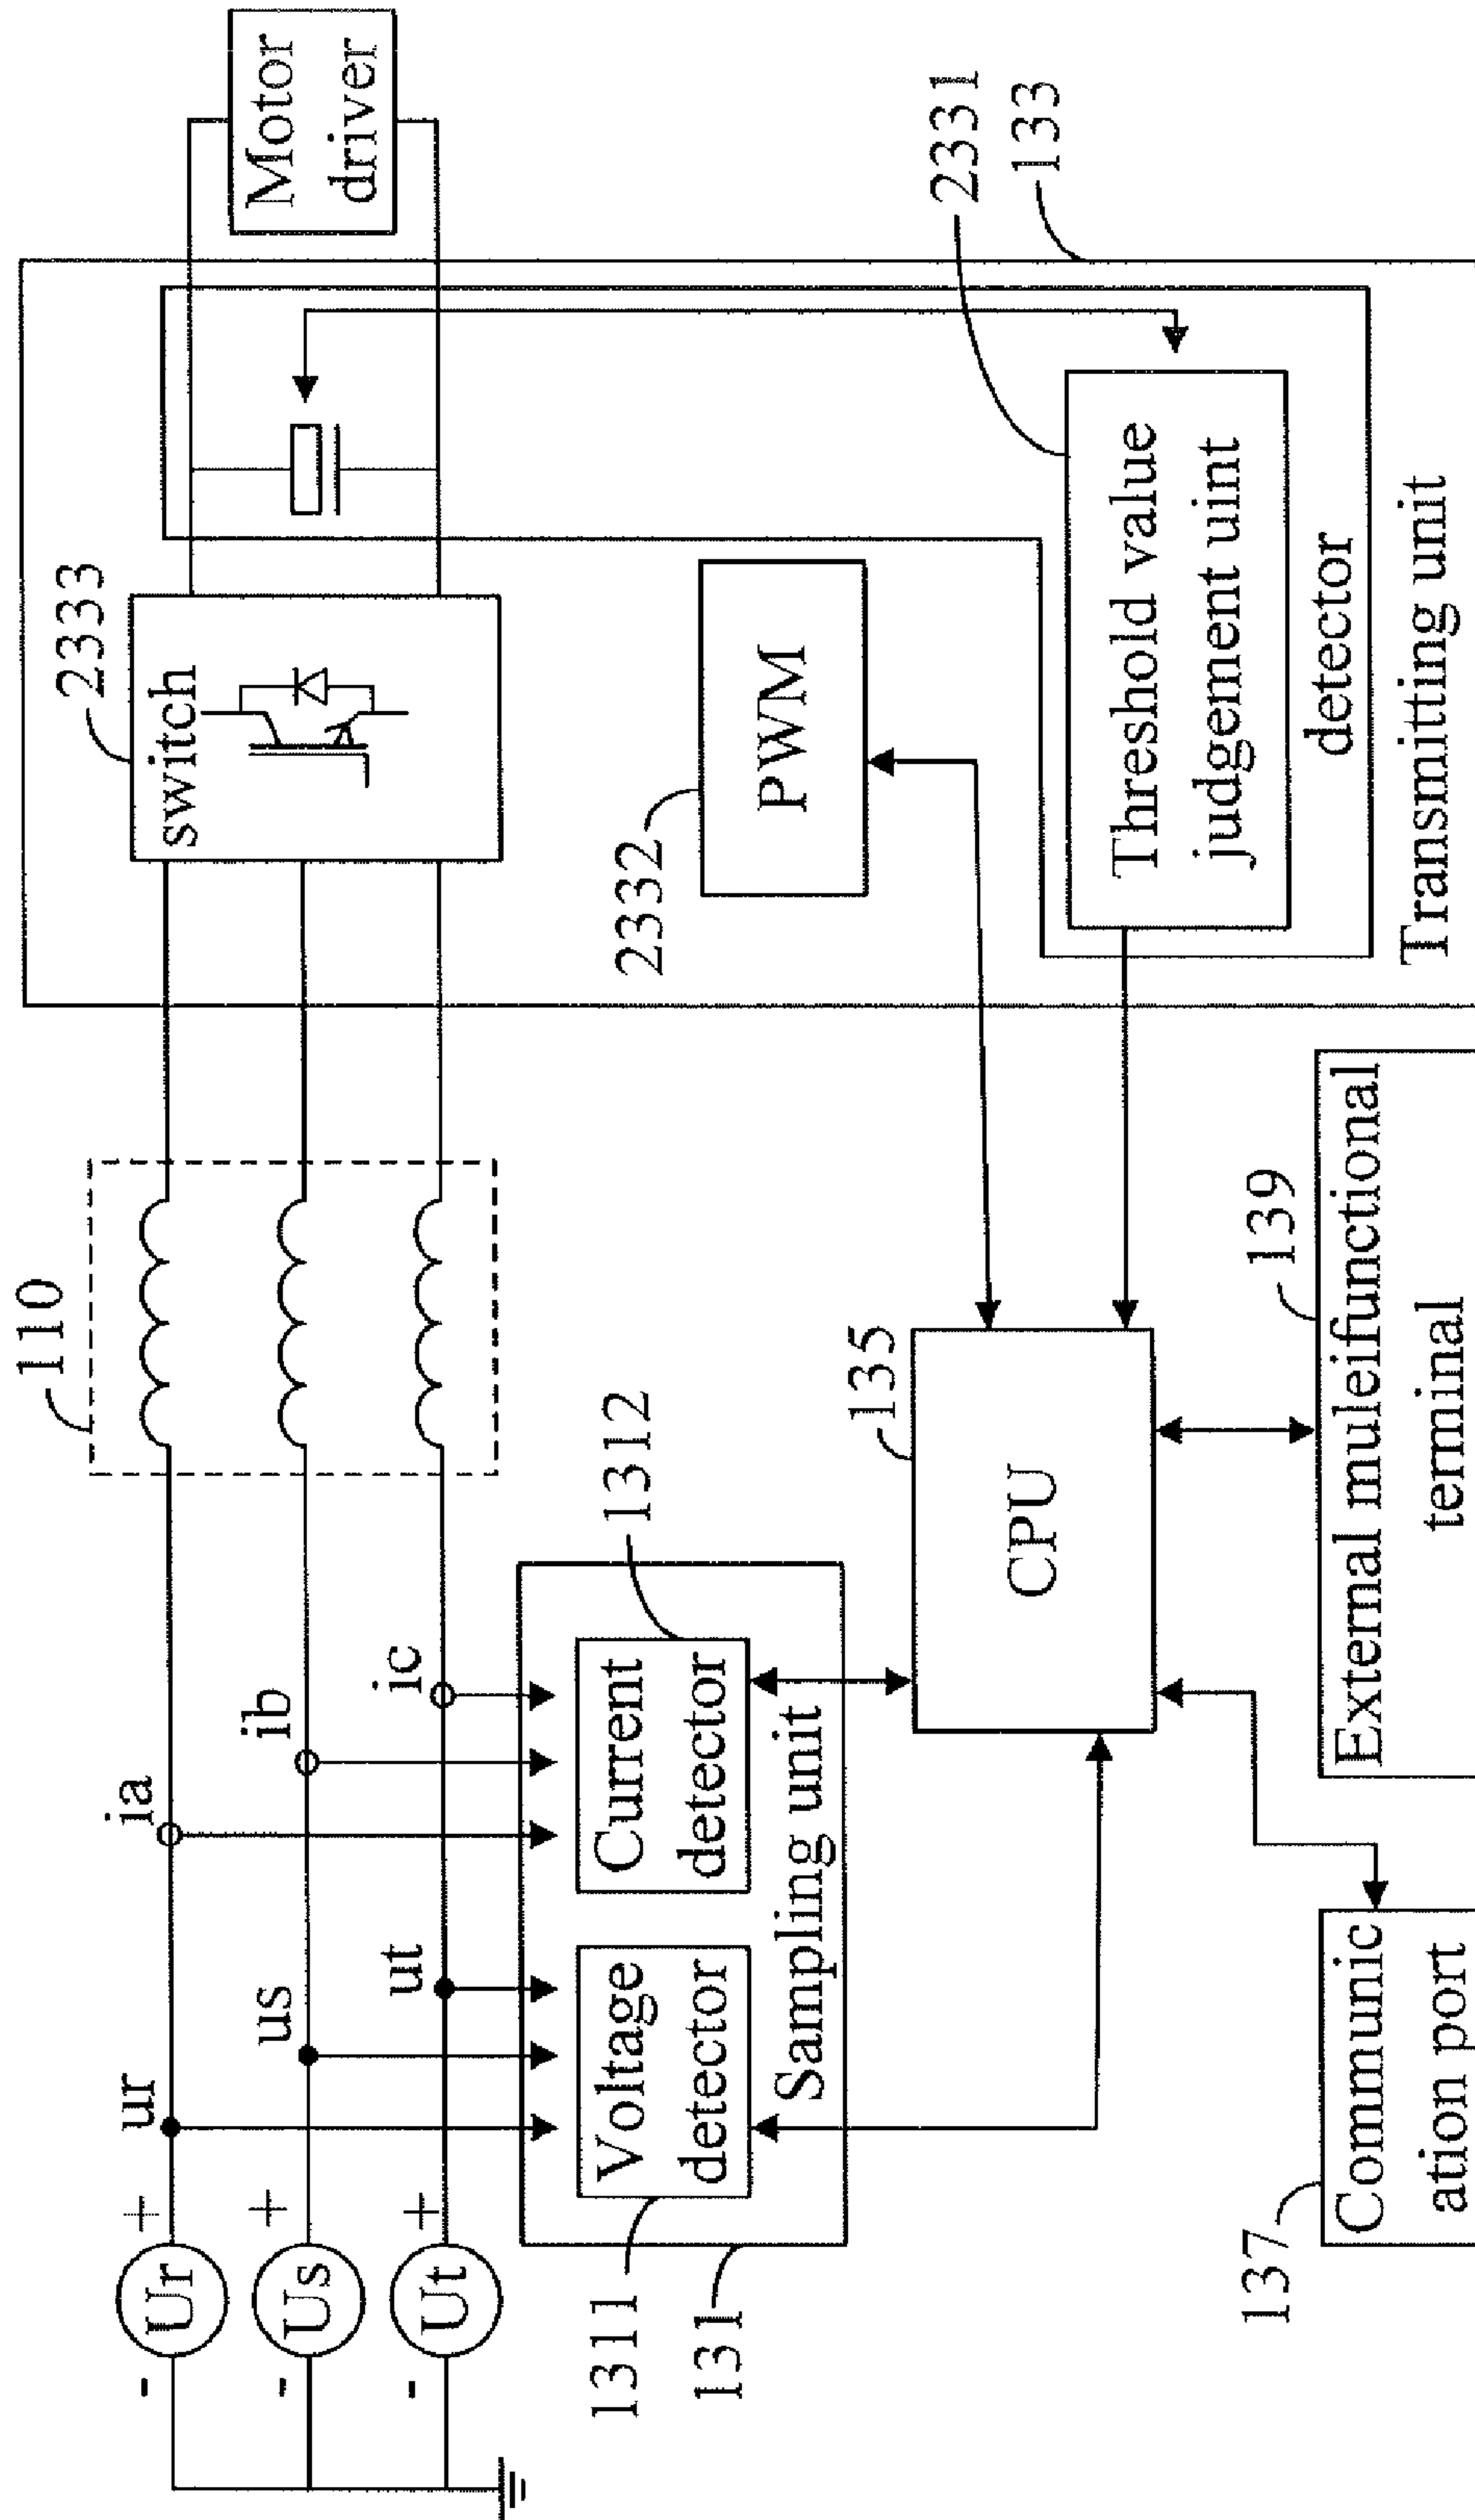 110
2333
switch
Motor
driver
ur
us
ut
ia
ib
ic
+
+
+
Ur
Us
Ut
-
-
-
2332
PWM
2331
133
Threshold value
judgement uint
detector
Transmitting unit
1311
131
Voltage
detector
Current
detector
1312
Sampling unit
135
CPU
137
Communic
ation port
139
External muleifunctional
terminal